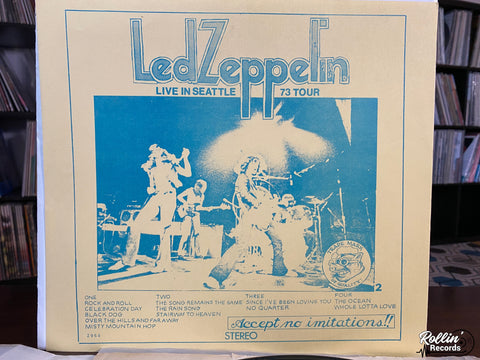 Led Zeppelin
LIVE IN SEATTLE 73 TOUR
TRADE MARK
QUALITY
2
ONE
ROCK AND ROLL
CELEBRATION DAY
BLACK DOG
OVER THE HILLS AND FAR AWAY
MISTY MOUNTAIN HOP
TWO
THE SONG REMAINS THE SAME
THE RAIN SONG
STAIRWAY TO HEAVEN
THREE
SINCE I'VE BEEN LOVING YOU
NO QUARTER
FOUR
THE OCEAN
WHOLE LOTTA LOVE
Accept no imitations!!
STEREO
Rollin'
Records